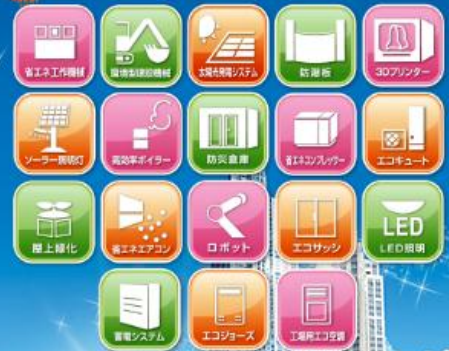 省エネ工作機械
環境型建設機械
太陽光発電システム
防潮板
3Dプリンター
ソーラー照明灯
高効率ボイラー
防災倉庫
省エネコンプレッサー
エコキュート
屋上緑化
省エネエアコン
ロボット
エコサッシ
LED
LED照明
蓄電システム
エコジョーズ
工場用エコ空調